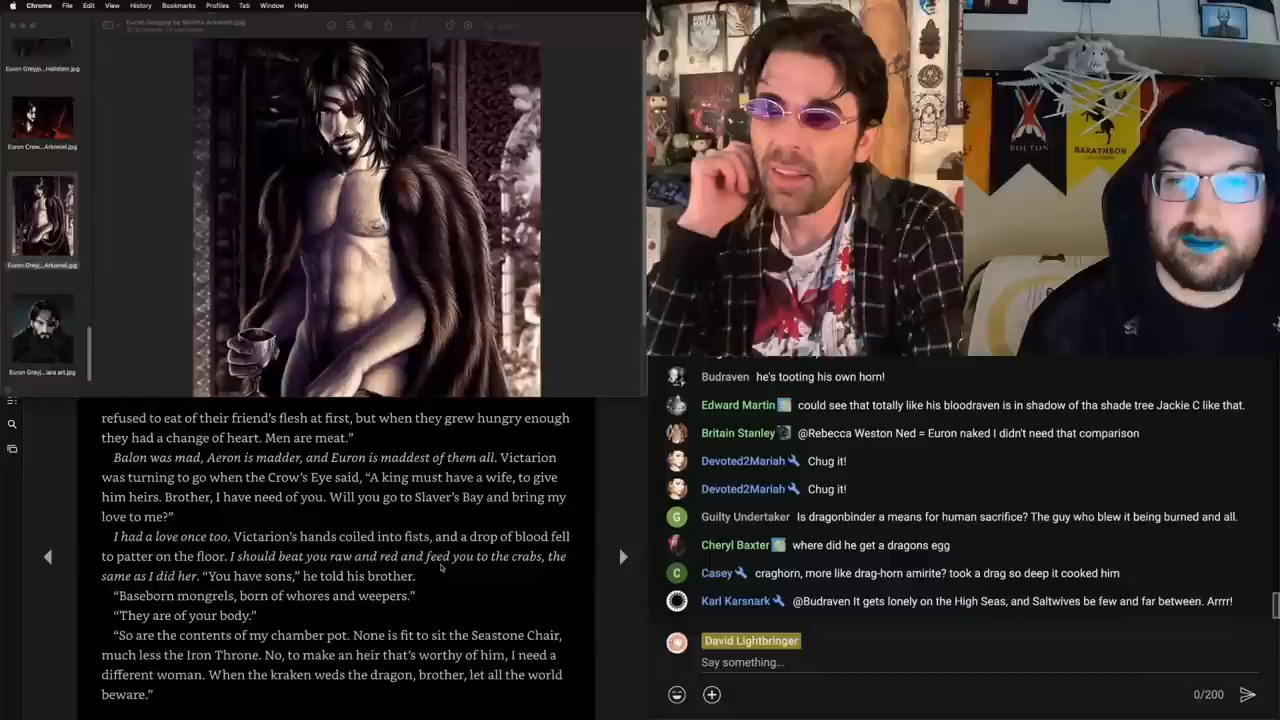 Chrome File Edit View History Bookmarks Profiles Tab Window Help
Euron Greyjoy by Mathia Arkoniel.jpg
Euron Greyjo...Hallstein.jpg
Euron Crow...Arkoniel.jpg
Euron Greyj...Arkoniel.jpg
Euron Greyj...iara art.jpg
refused to eat of their friend's flesh at first, but when they grew hungry enough
they had a change of heart. Men are meat.”
Balon was mad, Aeron is madder, and Euron is maddest of them all. Victarion
was turning to go when the Crow's Eye said, “A king must have a wife, to give
him heirs. Brother, I have need of you. Will you go to Slaver's Bay and bring my
love to me?”
I had a love once too. Victarion's hands coiled into fists, and a drop of blood fell
to patter on the floor. I should beat you raw and red and feed you to the crabs, the
same as I did her. “You have sons,” he told his brother.
“Baseborn mongrels, born of whores and weepers.”
“They are of your body.”
“So are the contents of my chamber pot. None is fit to sit the Seastone Chair,
much less the Iron Throne. No, to make an heir that's worthy of him, I need a
different woman. When the kraken weds the dragon, brother, let all the world
beware.”
BOLTON
BARATHEON
Budraven he's tooting his own horn!
Edward Martin could see that totally like his bloodraven is in shadow of tha shade tree Jackie C like that.
Britain Stanley @Rebecca Weston Ned = Euron naked I didn't need that comparison
Devoted2Mariah Chug it!
Devoted2Mariah Chug it!
G Guilty Undertaker Is dragonbinder a means for human sacrifice? The guy who blew it being burned and all.
Cheryl Baxter where did he get a dragons egg
C Casey craghorn, more like drag-horn amirite? took a drag so deep it cooked him
Karl Karsnark @Budraven It gets lonely on the High Seas, and Saltwives be few and far between. Arrrr!
David Lightbringer
Say something...
0/200